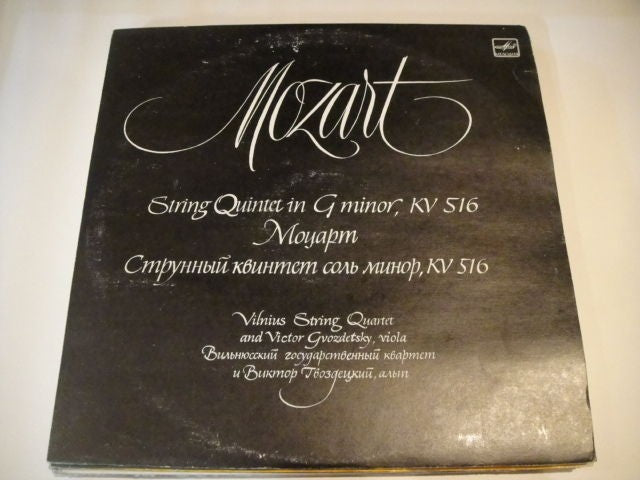 Mozart
String Quintet in G minor, KV 516
Моцарт
Струнный квинтет соль минор, KV 516
Vilnius String Quartet
and Victor Gvozdetsky, viola
Вильнюсский государственный квартет
и Виктор Гвоздецкий, альт